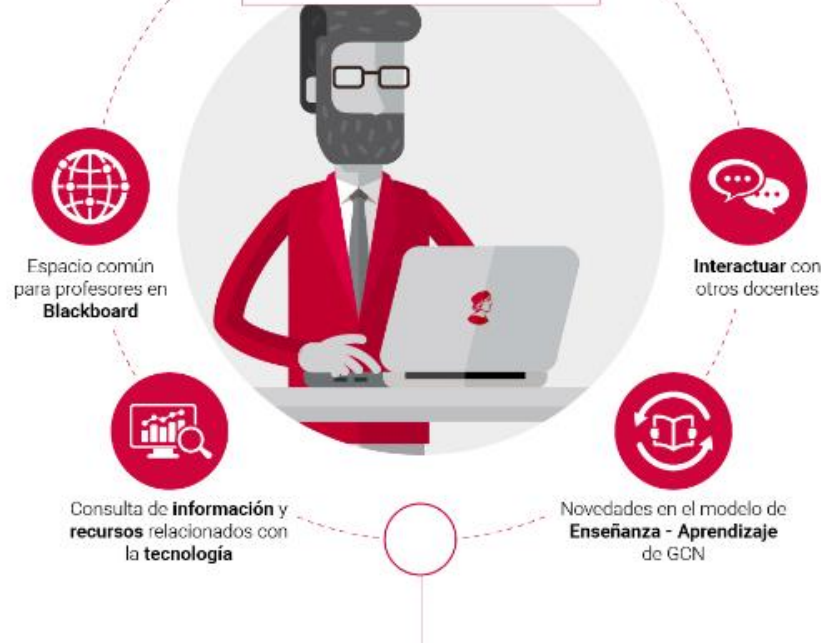 Espacio común
para profesores en
Blackboard
Interactuar con
otros docentes
Consulta de información y
recursos relacionados con
la tecnología
Novedades en el modelo de
Enseñanza - Aprendizaje
de GCN